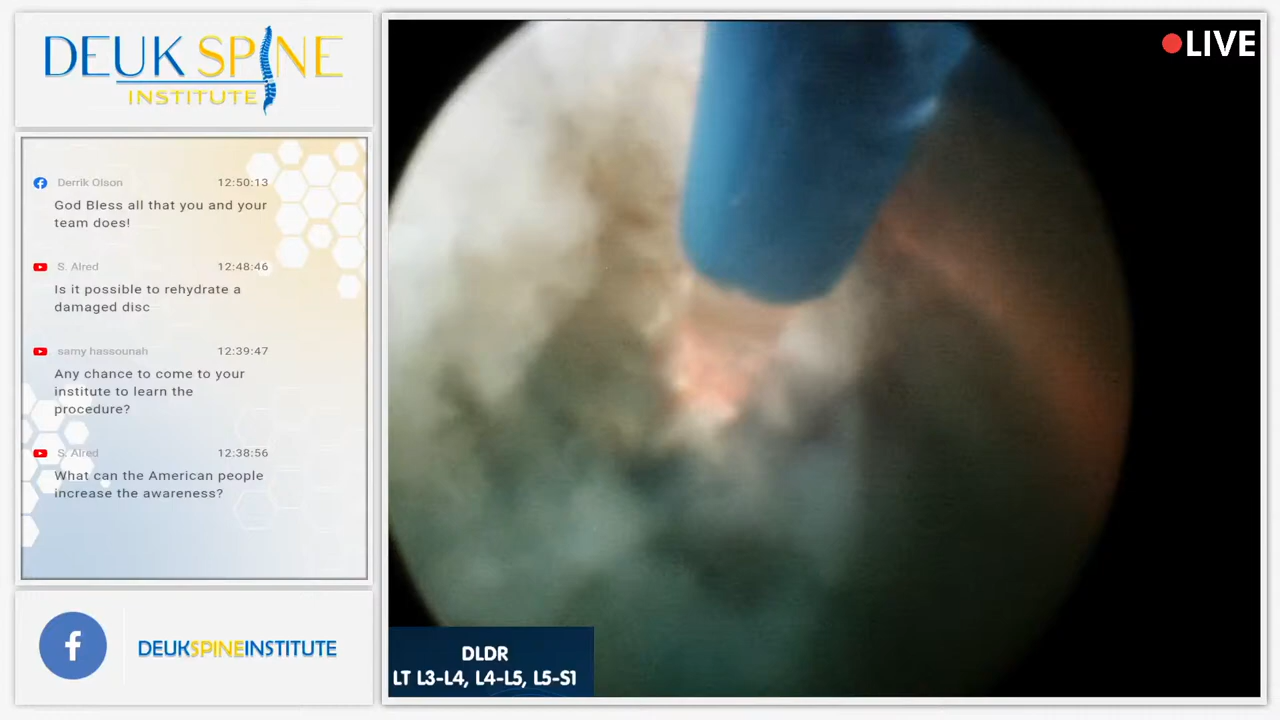 DEUK SPINE
INSTITUTE
Derrik Olson 12:50:13
God Bless all that you and your
team does!
S. Alred 12:48:46
Is it possible to rehydrate a
damaged disc
samy hassounah 12:39:47
Any chance to come to your
institute to learn the
procedure?
S. Alred 12:38:56
What can the American people
increase the awareness?
f
DEUKSPINEINSTITUTE
LIVE
DLDR
LT L3-L4, L4-L5, L5-S1